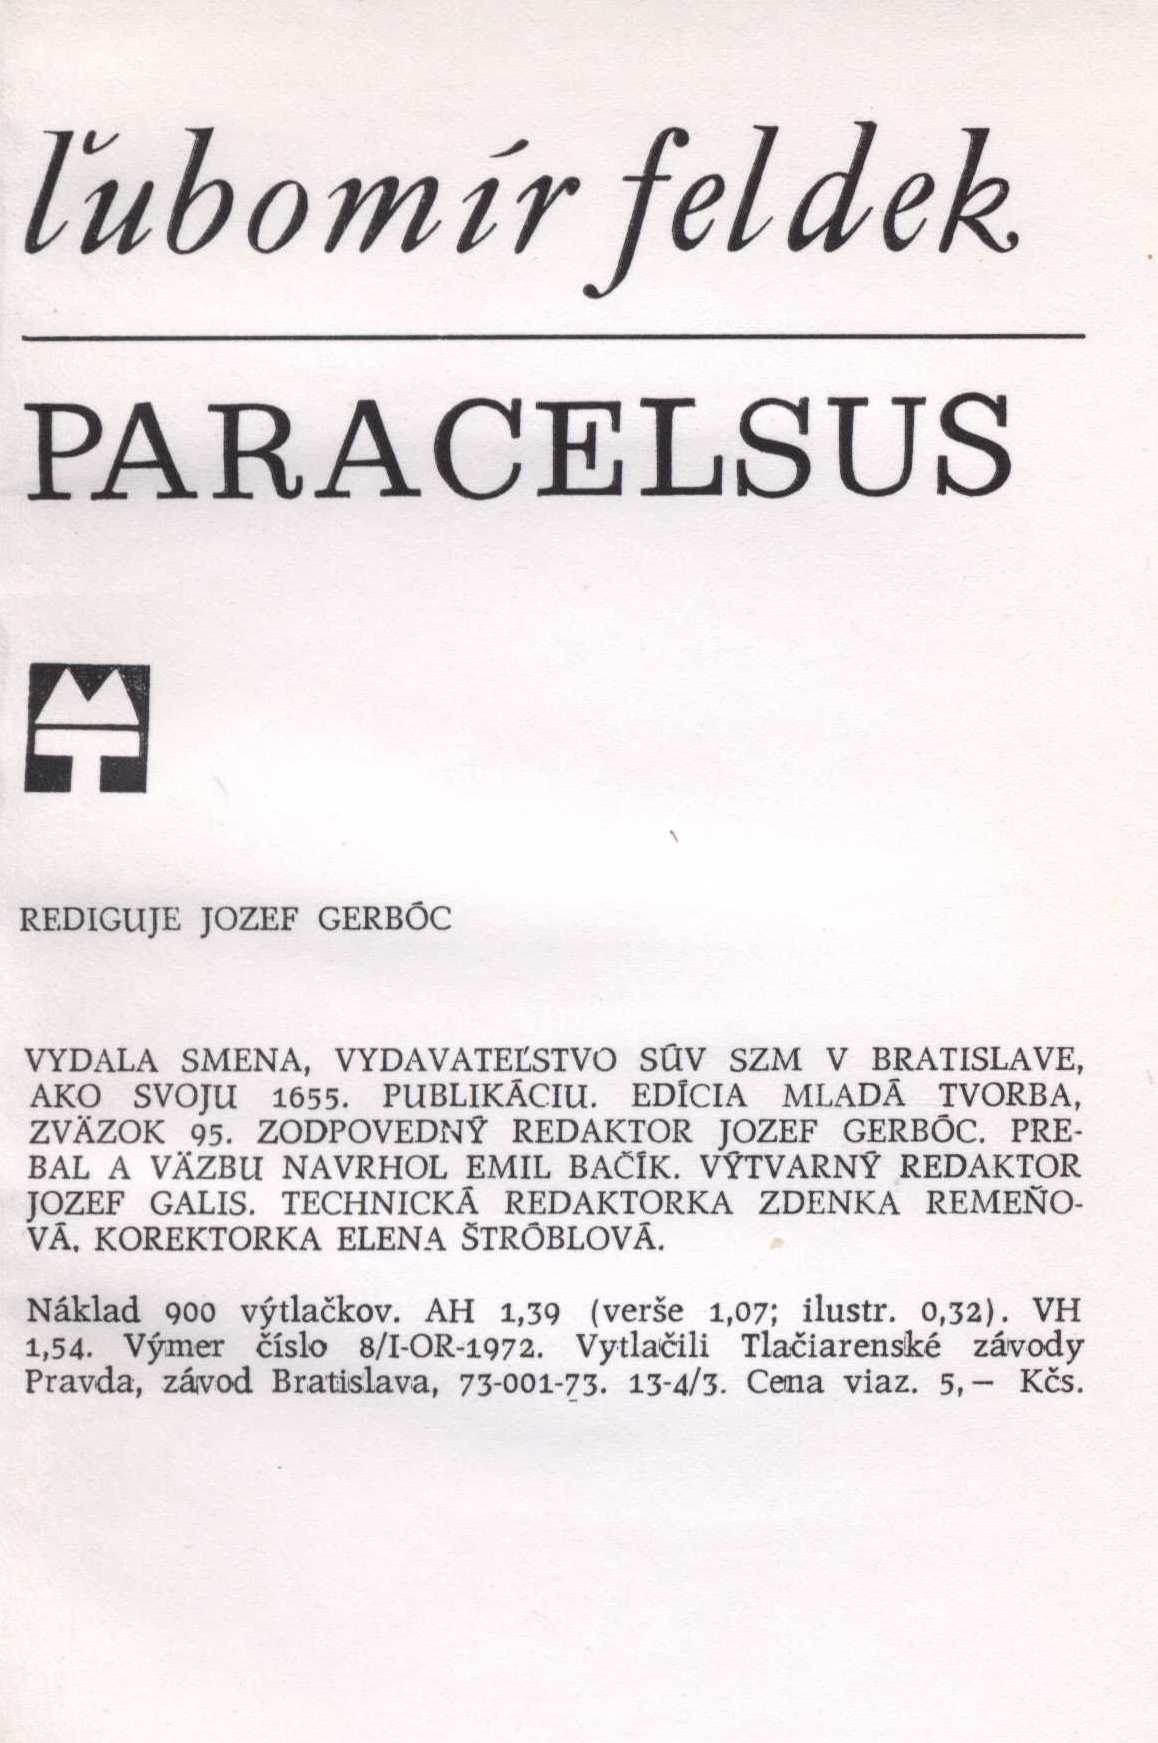 ľubomír feldek
PARACELSUS
MT
REDIGUJE JOZEF GERBÓC
VYDALA SMENA, VYDAVATEĽSTVO SÚV SZM V BRATISLAVE,
AKO SVOJU 1655. PUBLIKÁCIU. EDÍCIA MLADÁ TVORBA,
ZVÄZOK 95. ZODPOVEDNÝ REDAKTOR JOZEF GERBÓC. PRE-
BAL A VÄZBU NAVRHOL EMIL BAČÍK. VÝTVARNÝ REDAKTOR
JOZEF GALIS. TECHNICKÁ REDAKTORKA ZDENKA REMEŇO-
VÁ. KOREKTORKA ELENA ŠTRÖBLOVÁ.
Náklad 900 výtlačkov. AH 1,39 (verše 1,07; ilustr. 0,32). VH
1,54. Výmer číslo 8/I-OR-1972. Vytlačili Tlačiarenské závody
Pravda, závod Bratislava, 73-001-73. 13-4/3. Cena viaz. 5,— Kčs.